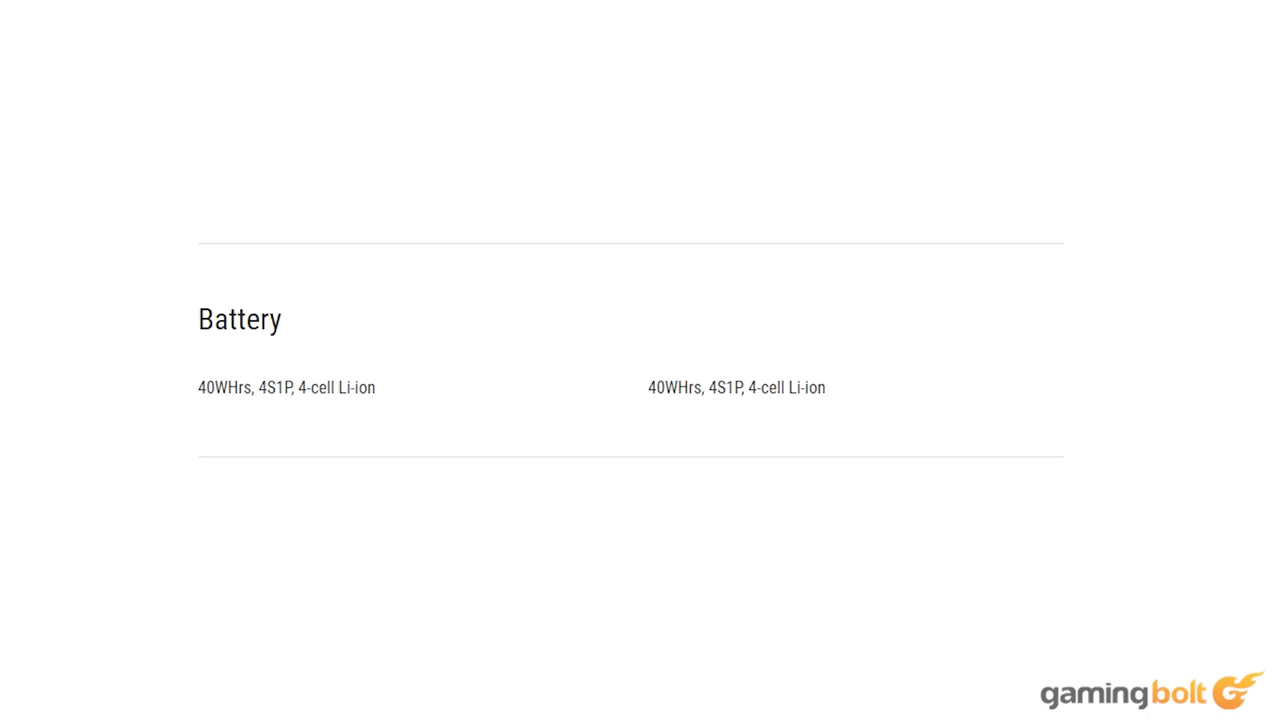 Battery
40WHrs, 4S1P, 4-cell Li-ion 40WHrs, 4S1P, 4-cell Li-ion
gamingbolt